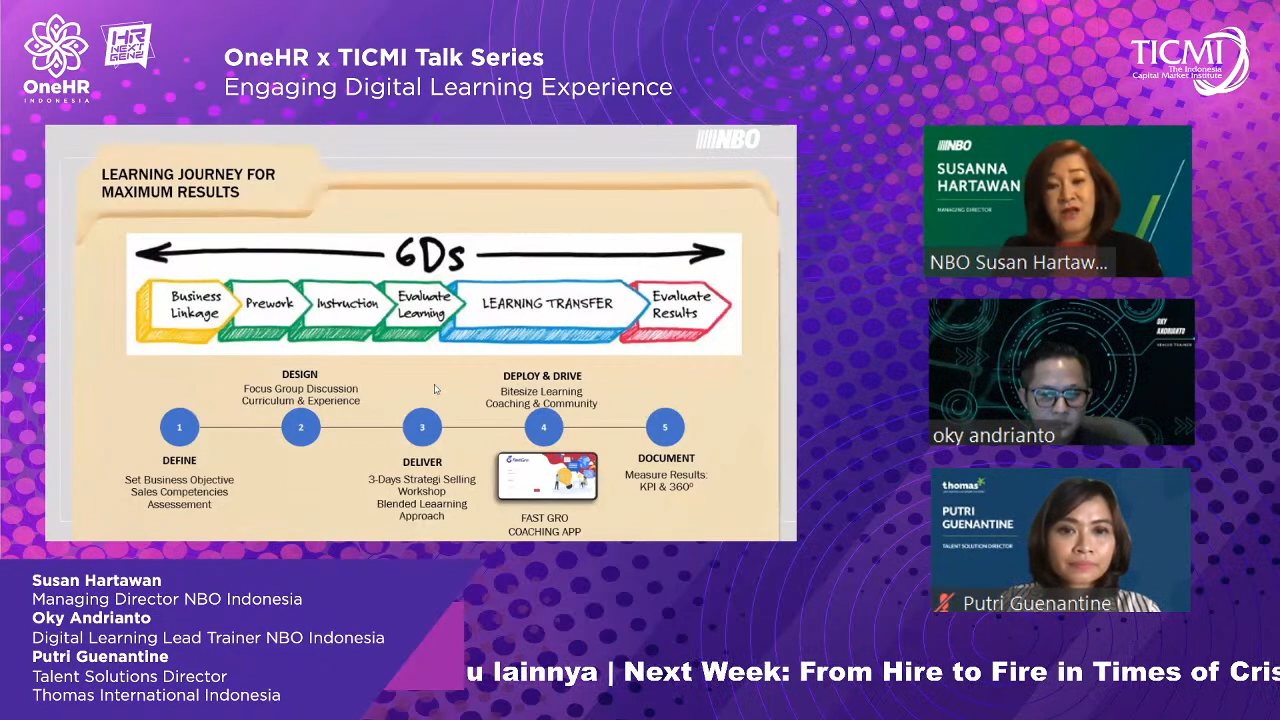 OneHR
INDONESIA
HR
NEXT
GEN2
OneHR x TICMI Talk Series
Engaging Digital Learning Experience
TICMI
The Indonesia
Capital Market Institute
NBO
LEARNING JOURNEY FOR
MAXIMUM RESULTS
6Ds
Business
Linkage
Prework
Instruction
Evaluate
Learning
LEARNING TRANSFER
Evaluate
Results
DESIGN
Focus Group Discussion
Curriculum & Experience
DEPLOY & DRIVE
Bitesize Learning
Coaching & Community
1
2
3
4
5
DEFINE
Set Business Objective
Sales Competencies
Assessement
DELIVER
3-Days Strategi Selling
Workshop
Blended Learning
Approach
FAST GRO
COACHING APP
DOCUMENT
Measure Results:
KPI & 360º
NBO
SUSANNA
HARTAWAN
MANAGING DIRECTOR
NBO Susan Hartaw...
OKY
ANDRIANTO
oky andrianto
thomas
PUTRI
GUENANTINE
TALENT SOLUTION DIRECTOR
Putri Guenantine
Susan Hartawan
Managing Director NBO Indonesia
Oky Andrianto
Digital Learning Lead Trainer NBO Indonesia
Putri Guenantine
Talent Solutions Director
Thomas International Indonesia
u lainnya | Next Week: From Hire to Fire in Times of Cris